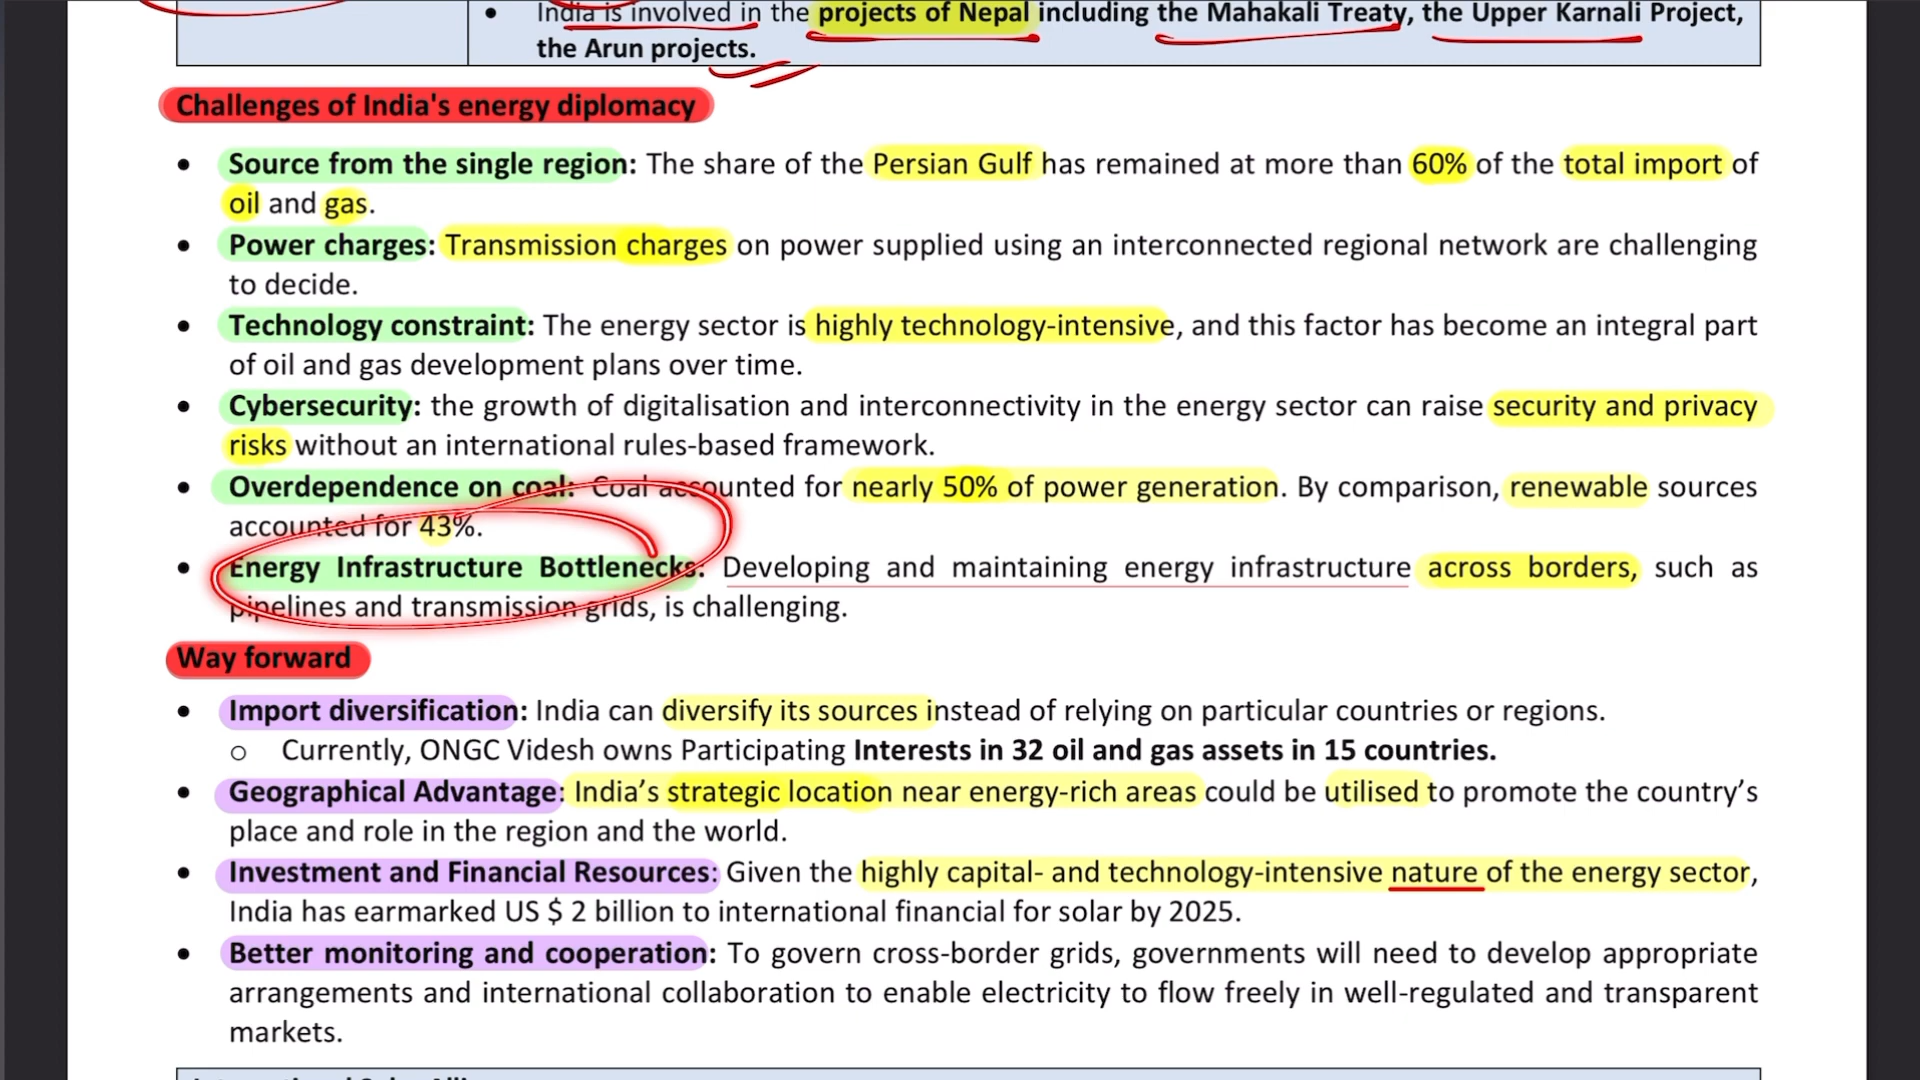 • India is involved in the projects of Nepal including the Mahakali Treaty, the Upper Karnali Project,
the Arun projects.
Challenges of India's energy diplomacy
• Source from the single region: The share of the Persian Gulf has remained at more than 60% of the total import of
oil and gas.
• Power charges: Transmission charges on power supplied using an interconnected regional network are challenging
to decide.
• Technology constraint: The energy sector is highly technology-intensive, and this factor has become an integral part
of oil and gas development plans over time.
• Cybersecurity: the growth of digitalisation and interconnectivity in the energy sector can raise security and privacy
risks without an international rules-based framework.
• Overdependence on coal: Coal accounted for nearly 50% of power generation. By comparison, renewable sources
accounted for 43%.
• Energy Infrastructure Bottlenecks: Developing and maintaining energy infrastructure across borders, such as
pipelines and transmission grids, is challenging.
Way forward
• Import diversification: India can diversify its sources instead of relying on particular countries or regions.
o Currently, ONGC Videsh owns Participating Interests in 32 oil and gas assets in 15 countries.
• Geographical Advantage: India’s strategic location near energy-rich areas could be utilised to promote the country’s
place and role in the region and the world.
• Investment and Financial Resources: Given the highly capital- and technology-intensive nature of the energy sector,
India has earmarked US $ 2 billion to international financial for solar by 2025.
• Better monitoring and cooperation: To govern cross-border grids, governments will need to develop appropriate
arrangements and international collaboration to enable electricity to flow freely in well-regulated and transparent
markets.